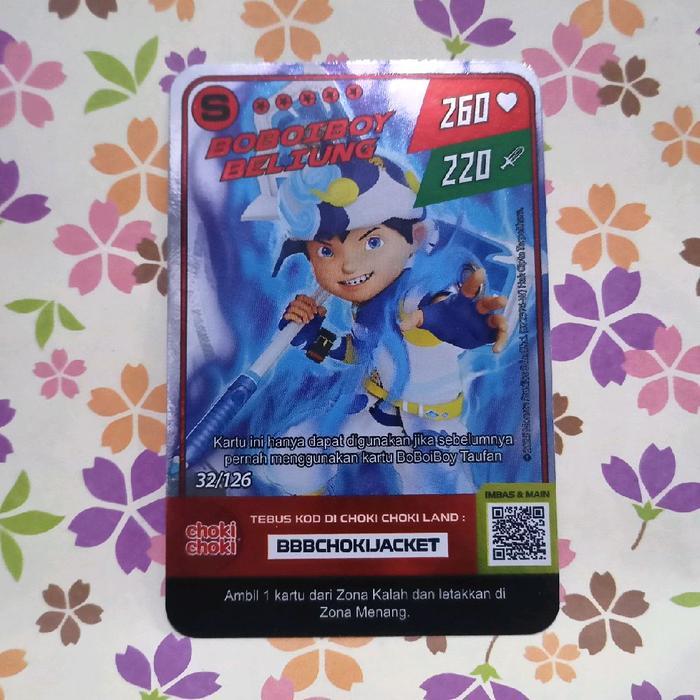 S
260
BOBOIBOY
BELIUNG
220
Kartu ini hanya dapat digunakan jika sebelumnya
pernah menggunakan kartu BoBoiBoy Taufan
32/126
IMBAS & MAIN
choki
choki
TEBUS KOD DI CHOKI CHOKI LAND :
BBBCHOKIJACKET
Ambil 1 kartu dari Zona Kalah dan letakkan di
Zona Menang.